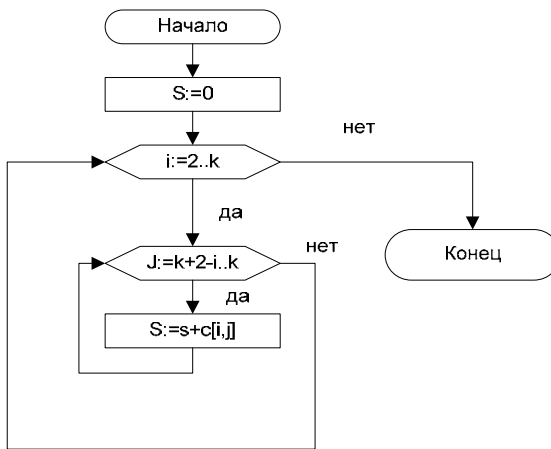 Начало
S:=0
нет
i:=2..k
да
нет
J:=k+2-i..k
Конец
да
S:=s+c[i,j]